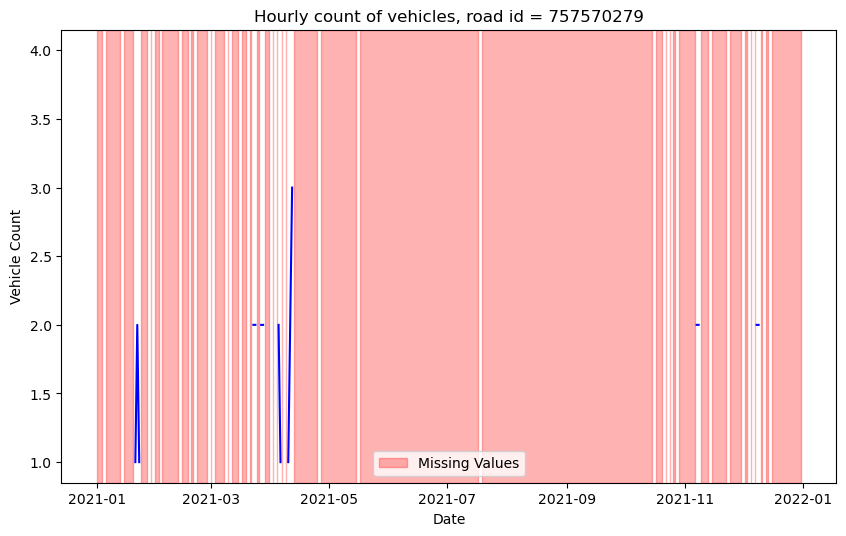 Hourly count of vehicles, road id = 757570279
Vehicle Count
4.0
3.5
3.0
2.5
2.0
1.5
1.0
Missing Values
2021-01 2021-03 2021-05 2021-07 2021-09 2021-11 2022-01
Date